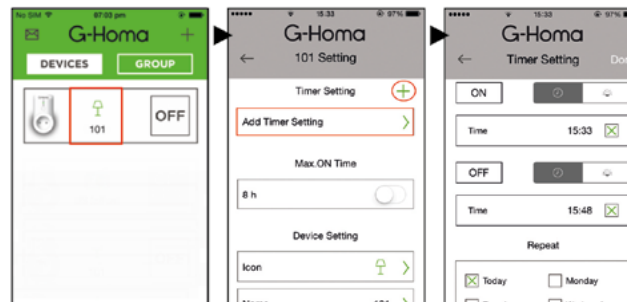 No SIM 07:03 pm
G-Homa
DEVICES GROUP
101
OFF
15:33 97%
G-Homa
101 Setting
Timer Setting
Add Timer Setting
Max.ON Time
8 h
Device Setting
Icon
15:33 97%
G-Homa
Timer Setting Don
ON
Time 15:33
OFF
Time 15:48
Repeat
Today Monday